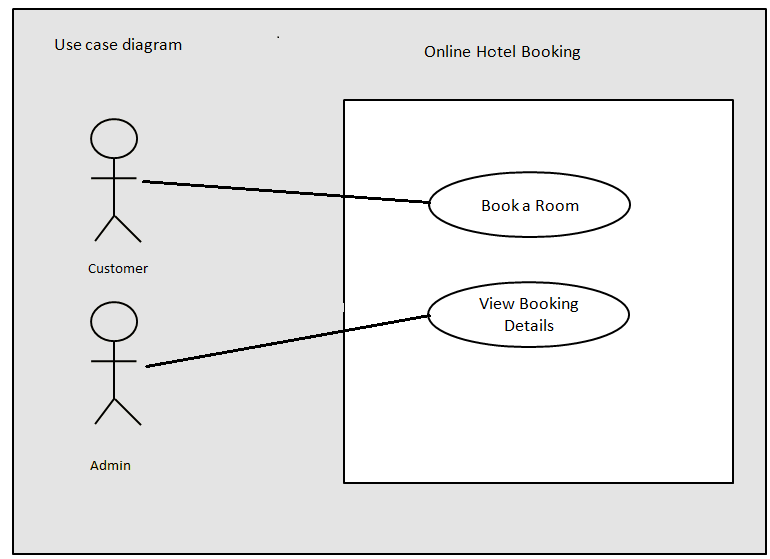 Use case diagram
Online Hotel Booking
Book a Room
Customer
View Booking
Details
Admin